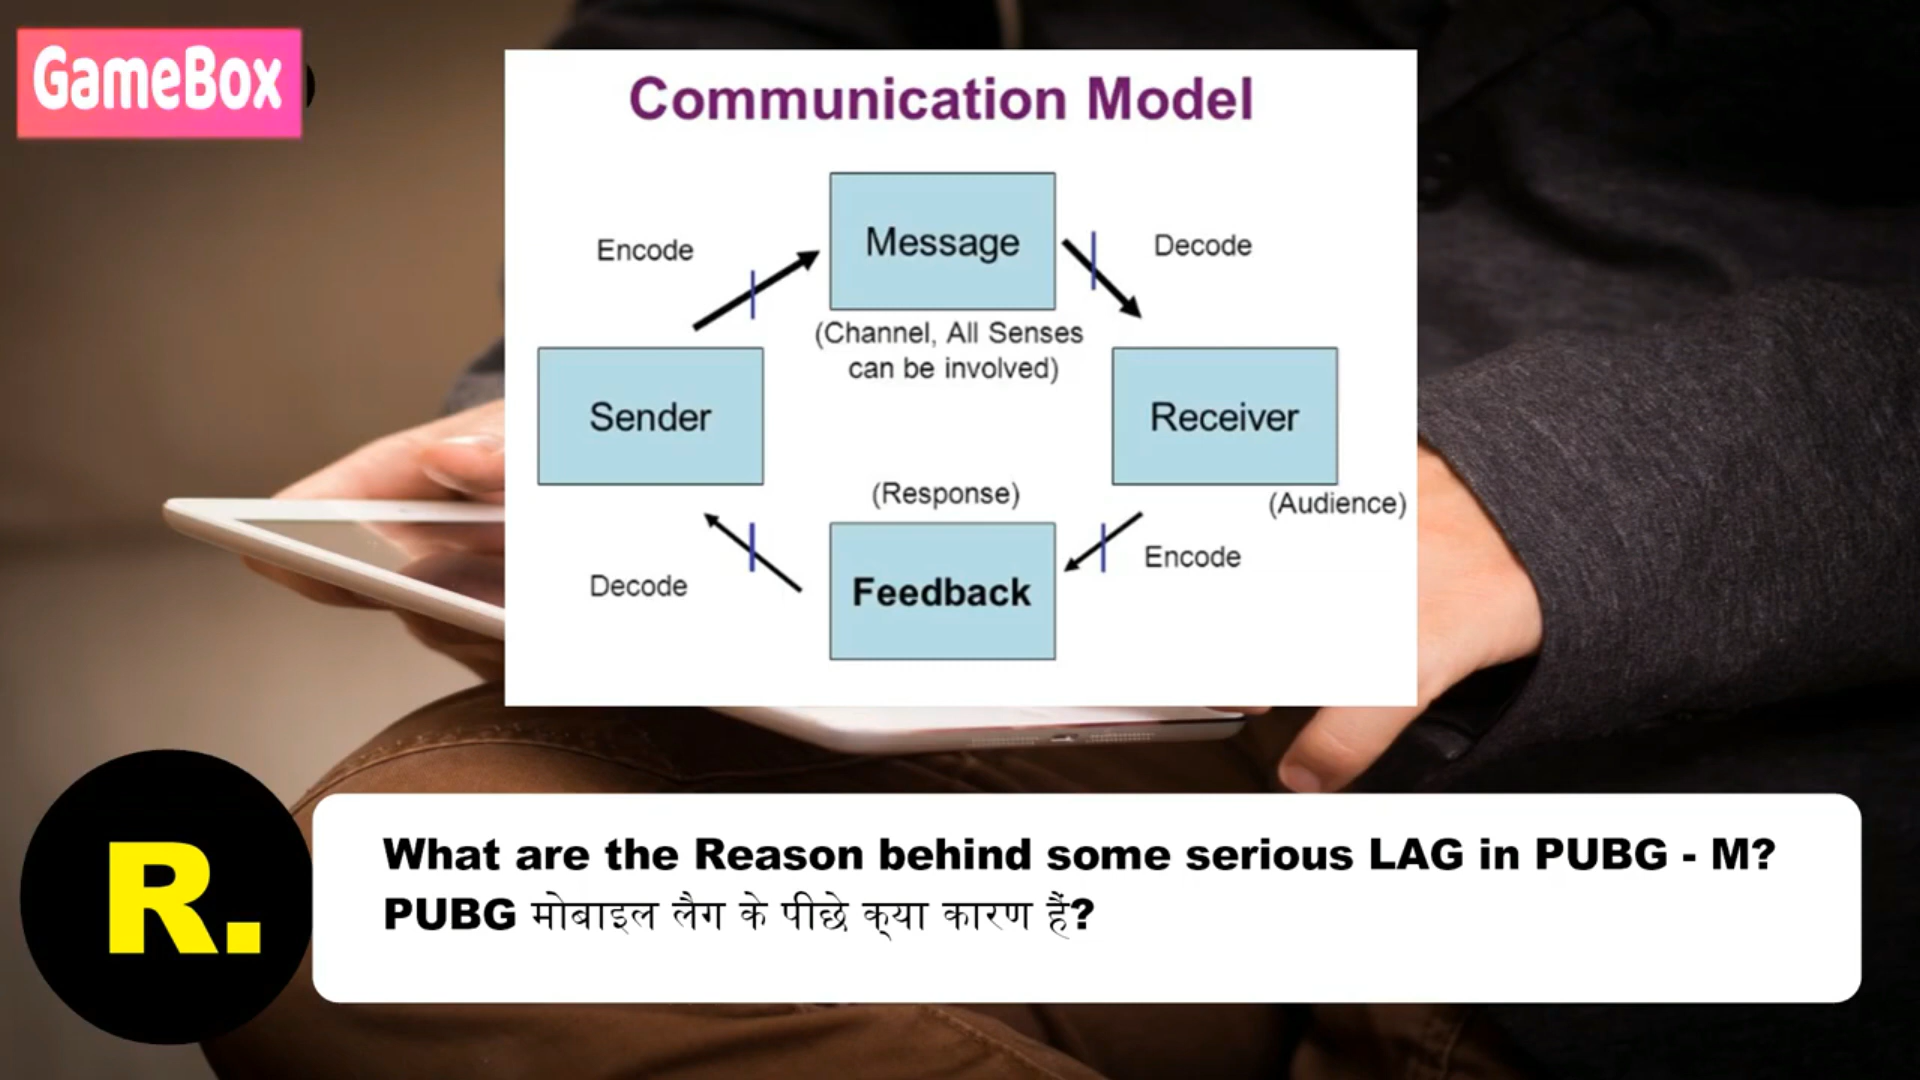 GameBox
Communication Model
Encode
Message
Decode
(Channel, All Senses
can be involved)
Sender
Receiver
(Response)
(Audience)
Decode
Feedback
Encode
R.
What are the Reason behind some serious LAG in PUBG - M?
PUBG मोबाइल लैग के पीछे क्या कारण हैं?